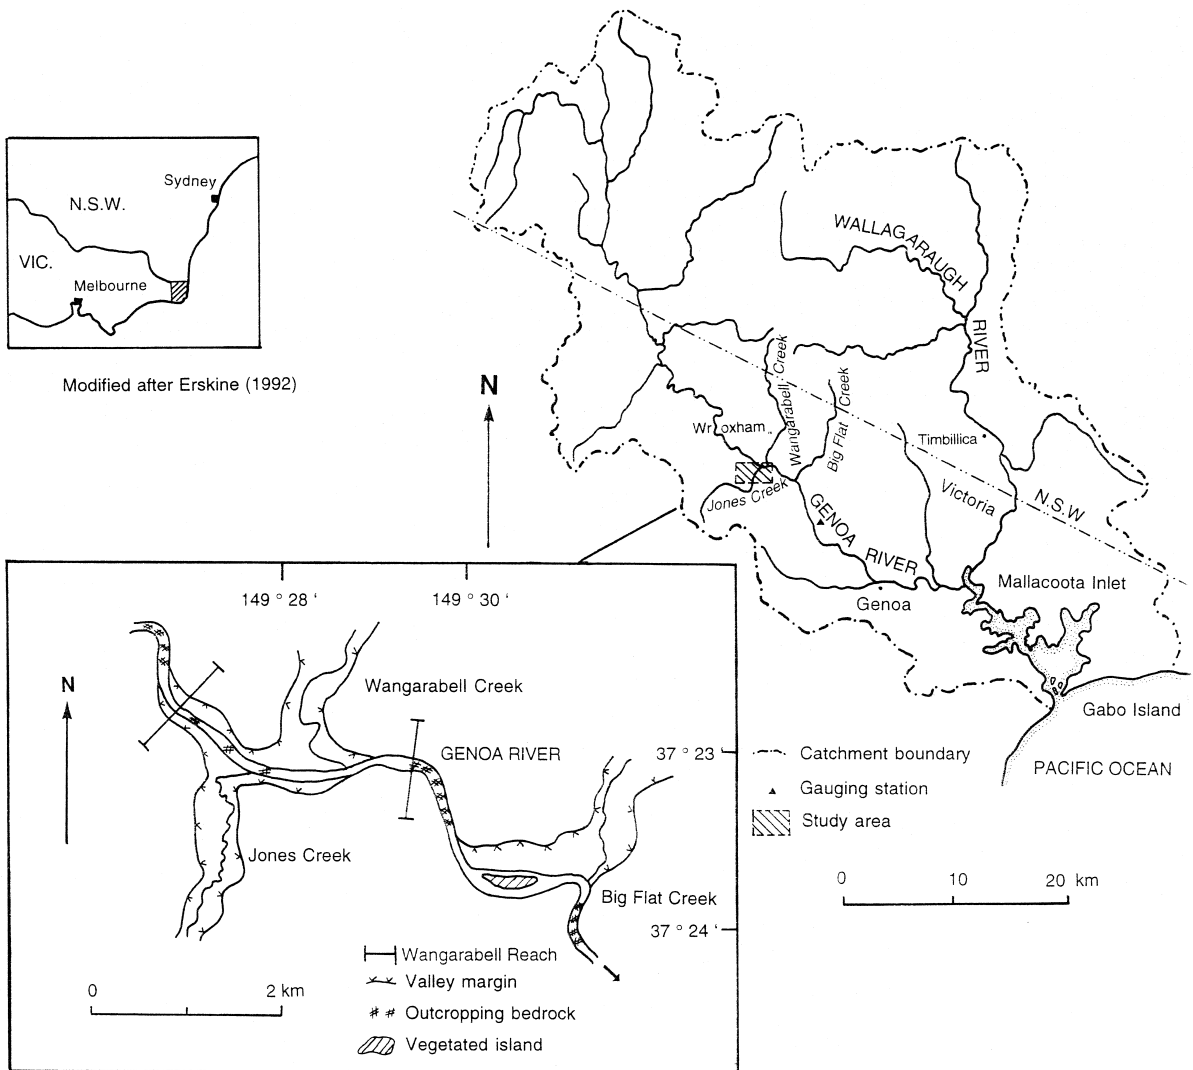 Sydney
N.S.W.
VIC.
Melbourne
Modified after Erskine (1992)
N
WALLAGARAUGH
RIVER
Wangarabell Creek
Big Flat Creek
Wroxham
Timbillica
Jones Creek
Victoria
N.S.W
GENOA RIVER
Genoa
Mallacoota Inlet
Gabo Island
PACIFIC OCEAN
Catchment boundary
Gauging station
Study area
0 10 20 km
149 ° 28 ' 149 ° 30 '
N
Wangarabell Creek
GENOA RIVER
37 ° 23 '
Jones Creek
Big Flat Creek
37 ° 24 '
Wangarabell Reach
Valley margin
Outcropping bedrock
Vegetated island
0 2 km